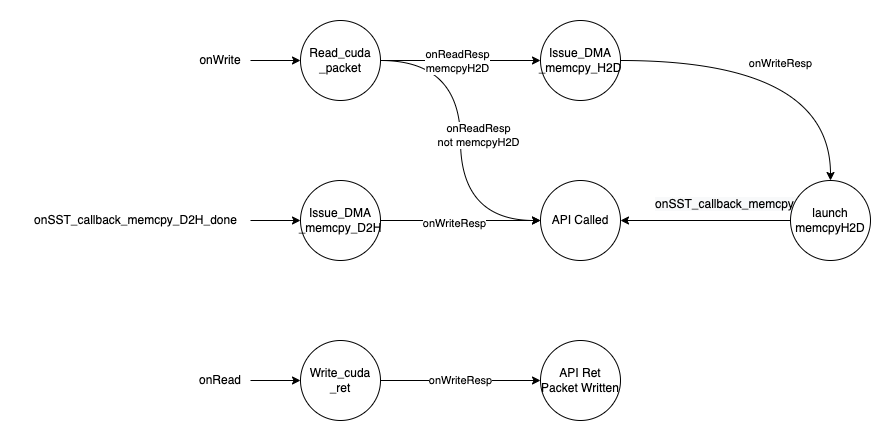 onWrite
Read_cuda
_packet
onReadResp
memcpyH2D
Issue_DMA
_memcpy_H2D
onWriteResp
onReadResp
not memcpyH2D
onSST_callback_memcpy_D2H_done
Issue_DMA
_memcpy_D2H
onWriteResp
API Called
onSST_callback_memcpy
launch
memcpyH2D
onRead
Write_cuda
_ret
onWriteResp
API Ret
Packet Written